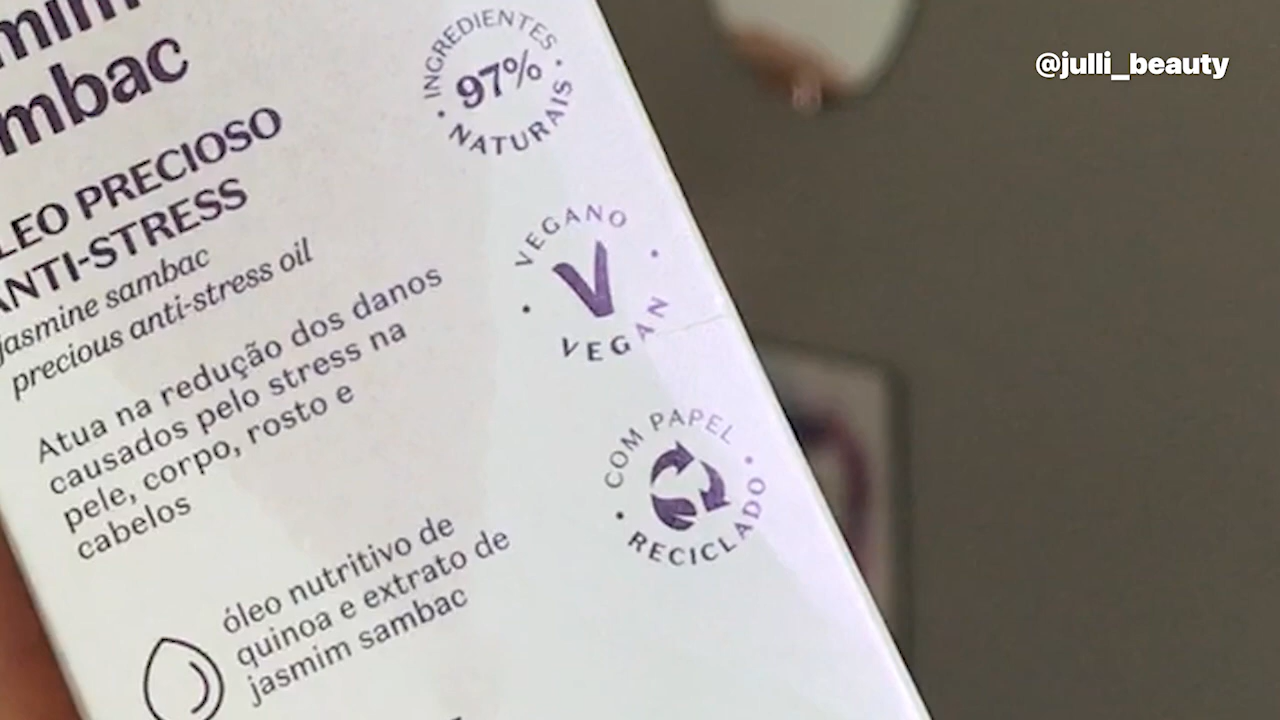 @julli_beauty
mbac
LEO PRECIOSO
ANTI-STRESS
jasmine sambac
precious anti-stress oil
Atua na redução dos danos
causados pelo stress na
pele, corpo, rosto e
cabelos
óleo nutritivo de
quinoa e extrato de
jasmim sambac
INGREDIENTES
97%
NATURAIS
VEGANO
V
VEGAN
COM PAPEL
RECICLADO